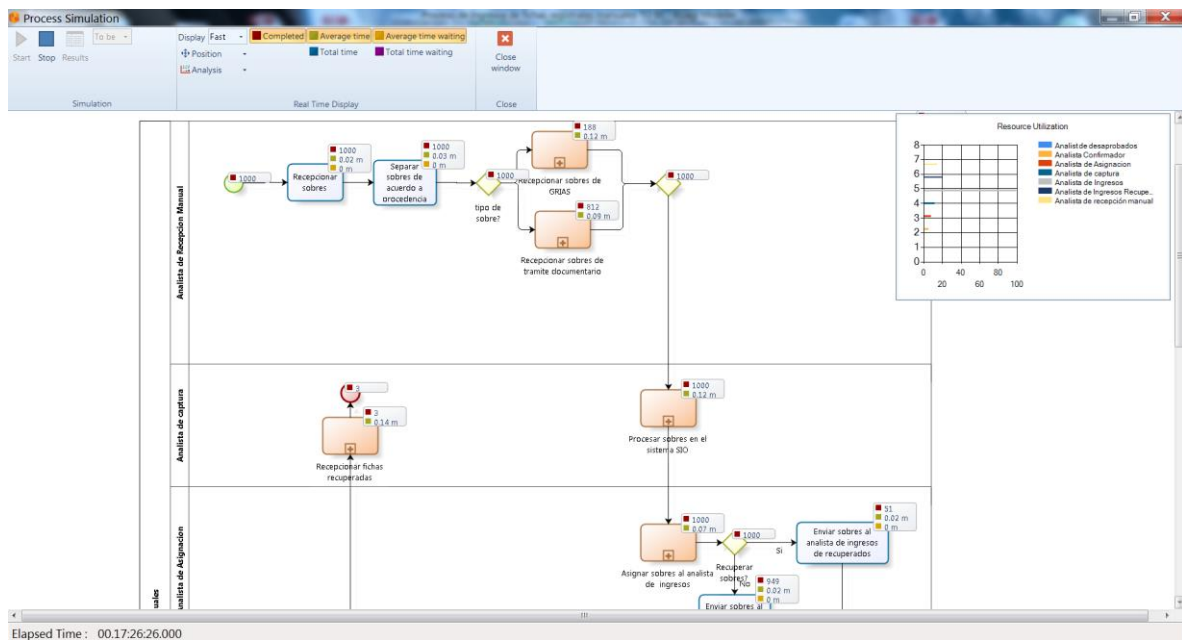 Process Simulation
To be
Start Stop Results
Simulation
Display Fast
Position
Analysis
Completed Average time Average time waiting
Total time Total time waiting
Real Time Display
Close
window
Close
Analista de Recepcion Manual
1000
1000
0.02 m
0 m
Recepcionar
sobres
1000
0.03 m
0 m
Separar
sobres de
acuerdo a
procedencia
1000
tipo de
sobre?
188
0.12 m
Recepcionar sobres de
GRIAS
812
0.09 m
Recepcionar sobres de
tramite documentario
1000
Resource Utilization
8
7
6
5
4
3
2
1
0
0 40 80
20 60 100
Analist de desaprobados
Analista Confirmador
Analista de Asignacion
Analista de captura
Analista de Ingresos
Analista de Ingresos Recupe..
Analista de recepción manual
Analista de captura
3
3
0.14 m
Recepcionar fichas
recuperadas
1000
0.12 m
Procesar sobres en el
sistema SIO
uales
nalista de Asignacion
1000
0.07 m
Asignar sobres al analista
de ingresos
1000
Recuperar
sobres?
Si
No
51
0.02 m
0 m
Enviar sobres al
analista de ingresos
de recuperados
949
0.02 m
0 m
Enviar sobres al
Elapsed Time : 00.17:26:26.000